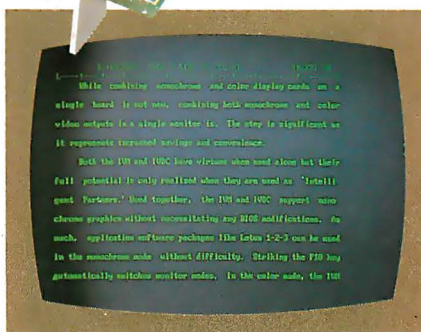 While combining monochrome and color display cards on a
single board is not new, combining both monochrome and color
video outputs in a single monitor is. The step is significant as
it represents increased savings and convenience.
Both the IVM and IVDC have virtues when used alone but their
full potential is only realized when they are used as 'Intelli
gent Partners.' Used together, the IVM and IVDC support mono-
chrome graphics without necessitating any BIOS modifications. As
such, application software packages like Lotus 1-2-3 can be used
in the monochrome mode without difficulty. Striking the F10 key
automatically switches monitor modes. In the color mode, the IVM